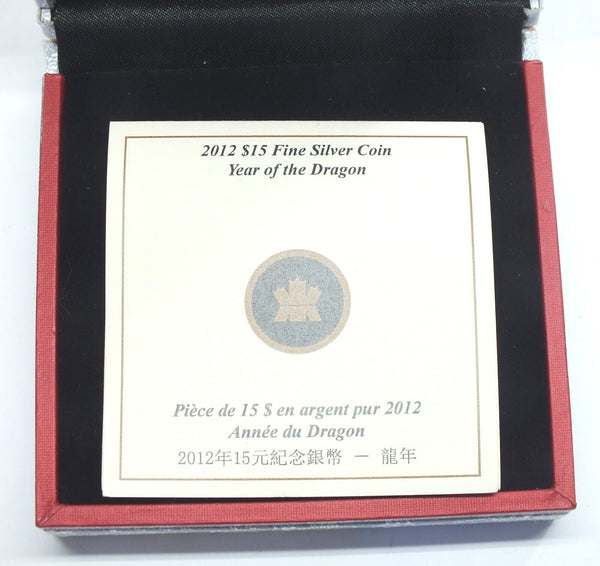 2012 $15 Fine Silver Coin
Year of the Dragon
Pièce de 15 $ en argent pur 2012
Année du Dragon
2012年15元紀念銀幣 － 龍年